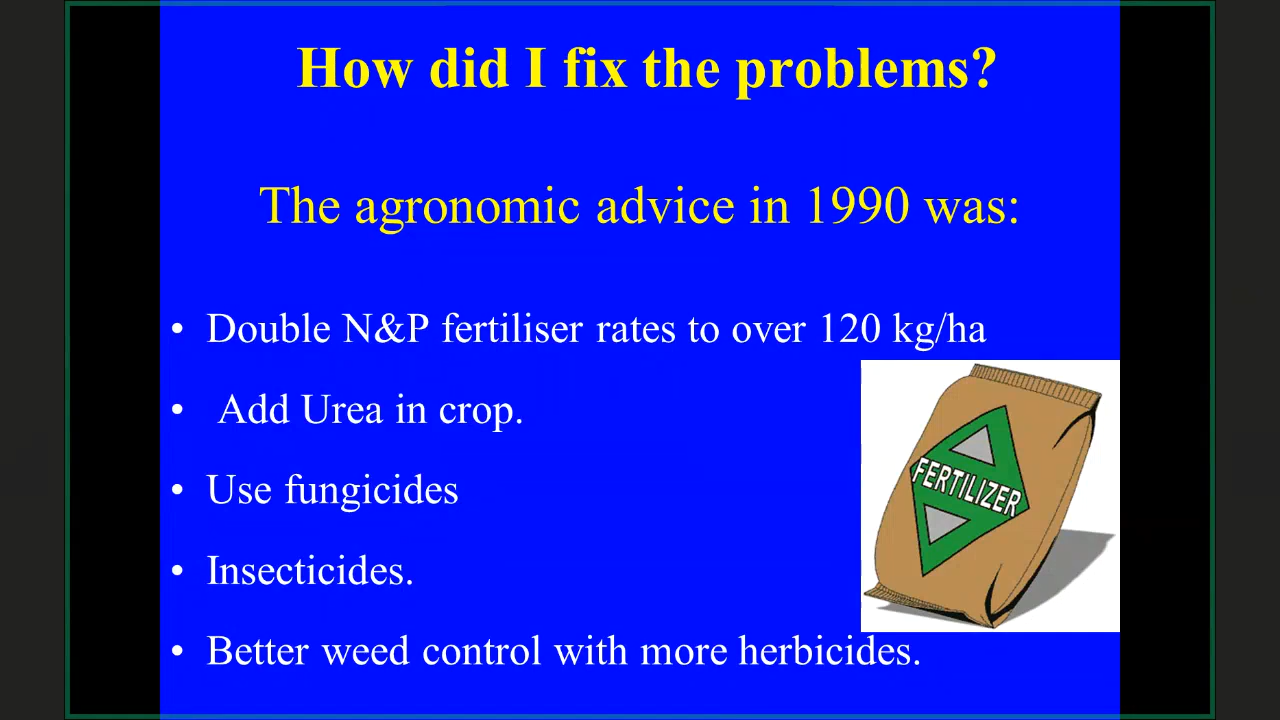 How did I fix the problems?
The agronomic advice in 1990 was:
• Double N&P fertiliser rates to over 120 kg/ha
• Add Urea in crop.
• Use fungicides
• Insecticides.
• Better weed control with more herbicides.
FERTILIZER